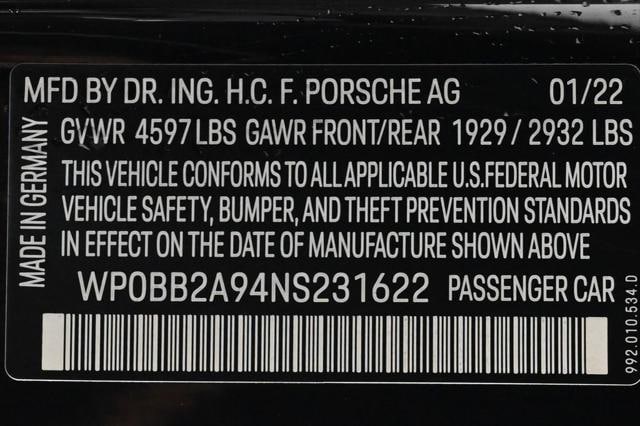 MFD BY DR. ING. H.C. F. PORSCHE AG 01/22
GVWR 4597 LBS GAWR FRONT/REAR 1929 / 2932 LBS
THIS VEHICLE CONFORMS TO ALL APPLICABLE U.S. FEDERAL MOTOR
VEHICLE SAFETY, BUMPER, AND THEFT PREVENTION STANDARDS
IN EFFECT ON THE DATE OF MANUFACTURE SHOWN ABOVE
WP0BB2A94NS231622 PASSENGER CAR
MADE IN GERMANY
992.010.534.D